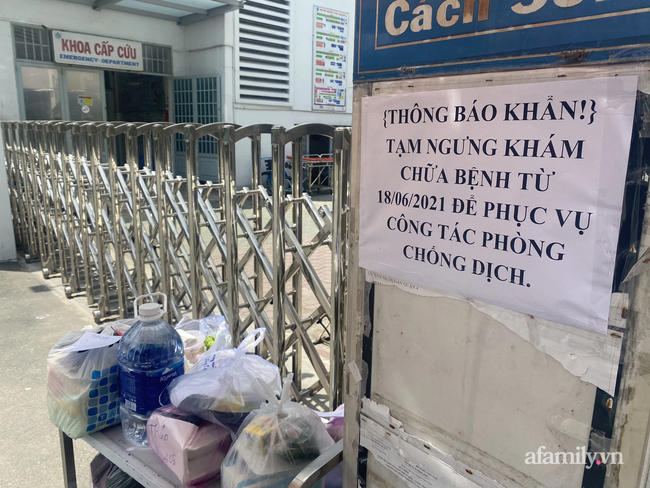 Cách
KHOA CẤP CỨU
EMERGENCY DEPARTMENT
{THÔNG BÁO KHẨN!}
TẠM NGƯNG KHÁM
CHỮA BỆNH TỪ
18/06/2021 ĐỂ PHỤC VỤ
CÔNG TÁC PHÒNG
CHỐNG DỊCH.
afamily.vn